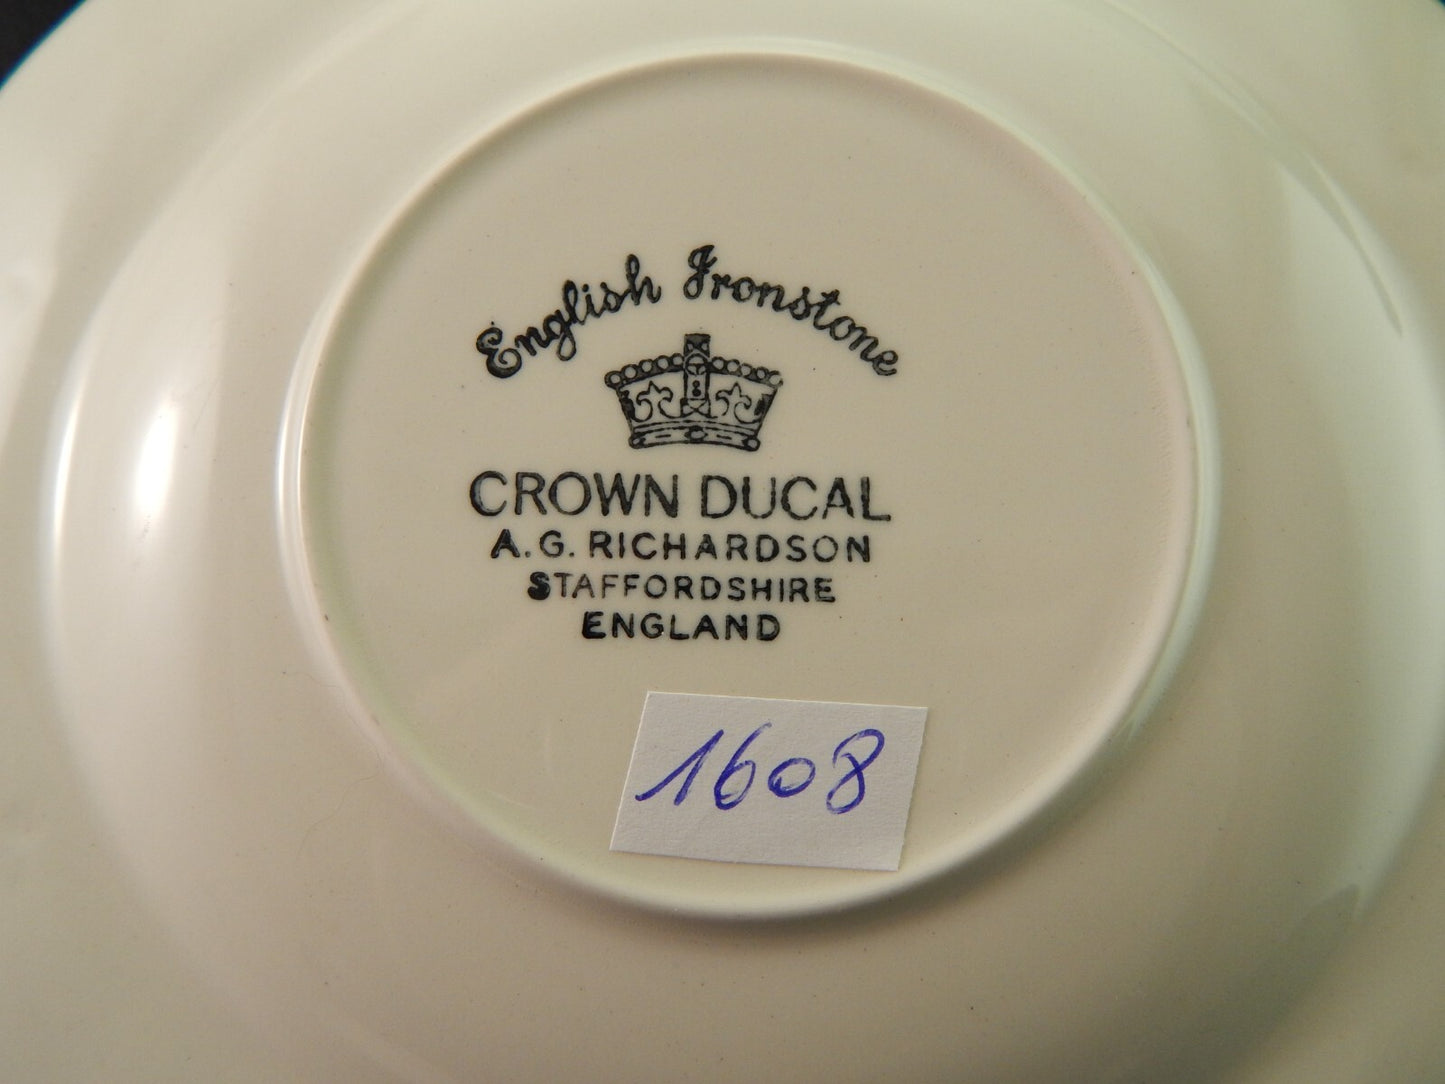 English Ironstone
CROWN DUCAL
A.G. RICHARDSON
STAFFORDSHIRE
ENGLAND
1608